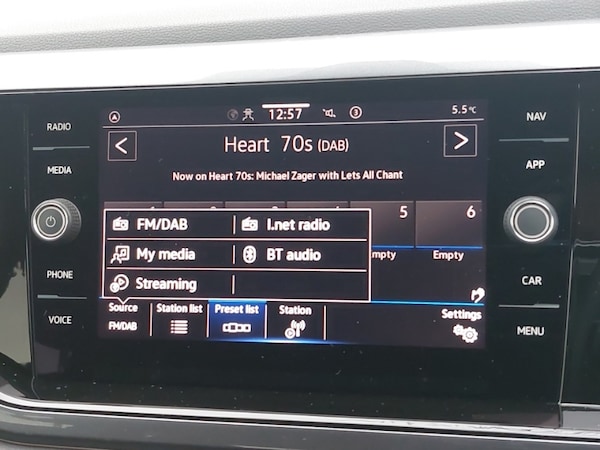 12:57
3
5.5°C
RADIO
MEDIA
PHONE
VOICE
< Heart 70s (DAB) >
Now on Heart 70s: Michael Zager with Lets All Chant
5
6
mpty
Empty
FM/DAB
I.net radio
My media
BT audio
Streaming
Source
FM/DAB
Station list
Preset list
Station
Settings
NAV
APP
CAR
MENU